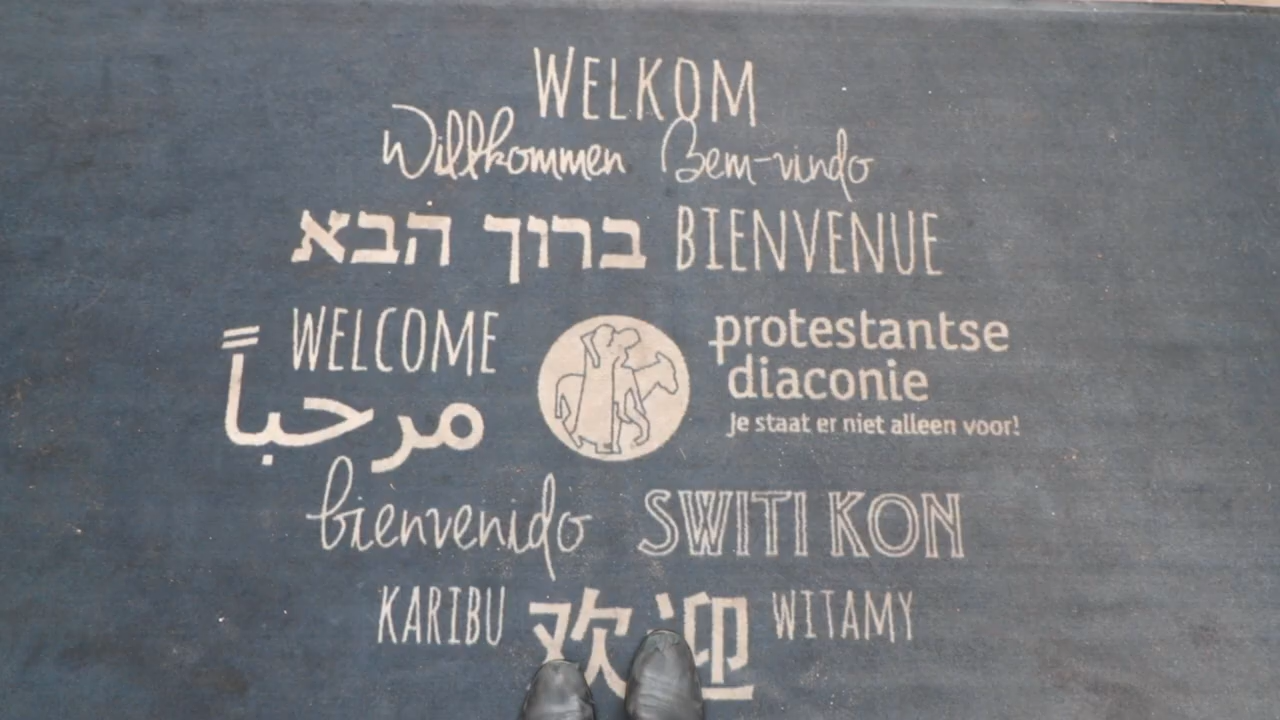 WELKOM
Willkommen Bem-vindo
ברוך הבא BIENVENUE
WELCOME
مرحباً
protestantse
diaconie
Je staat er niet alleen voor!
bienvenido SWITI KON
KARIBU 欢迎 WITAMY